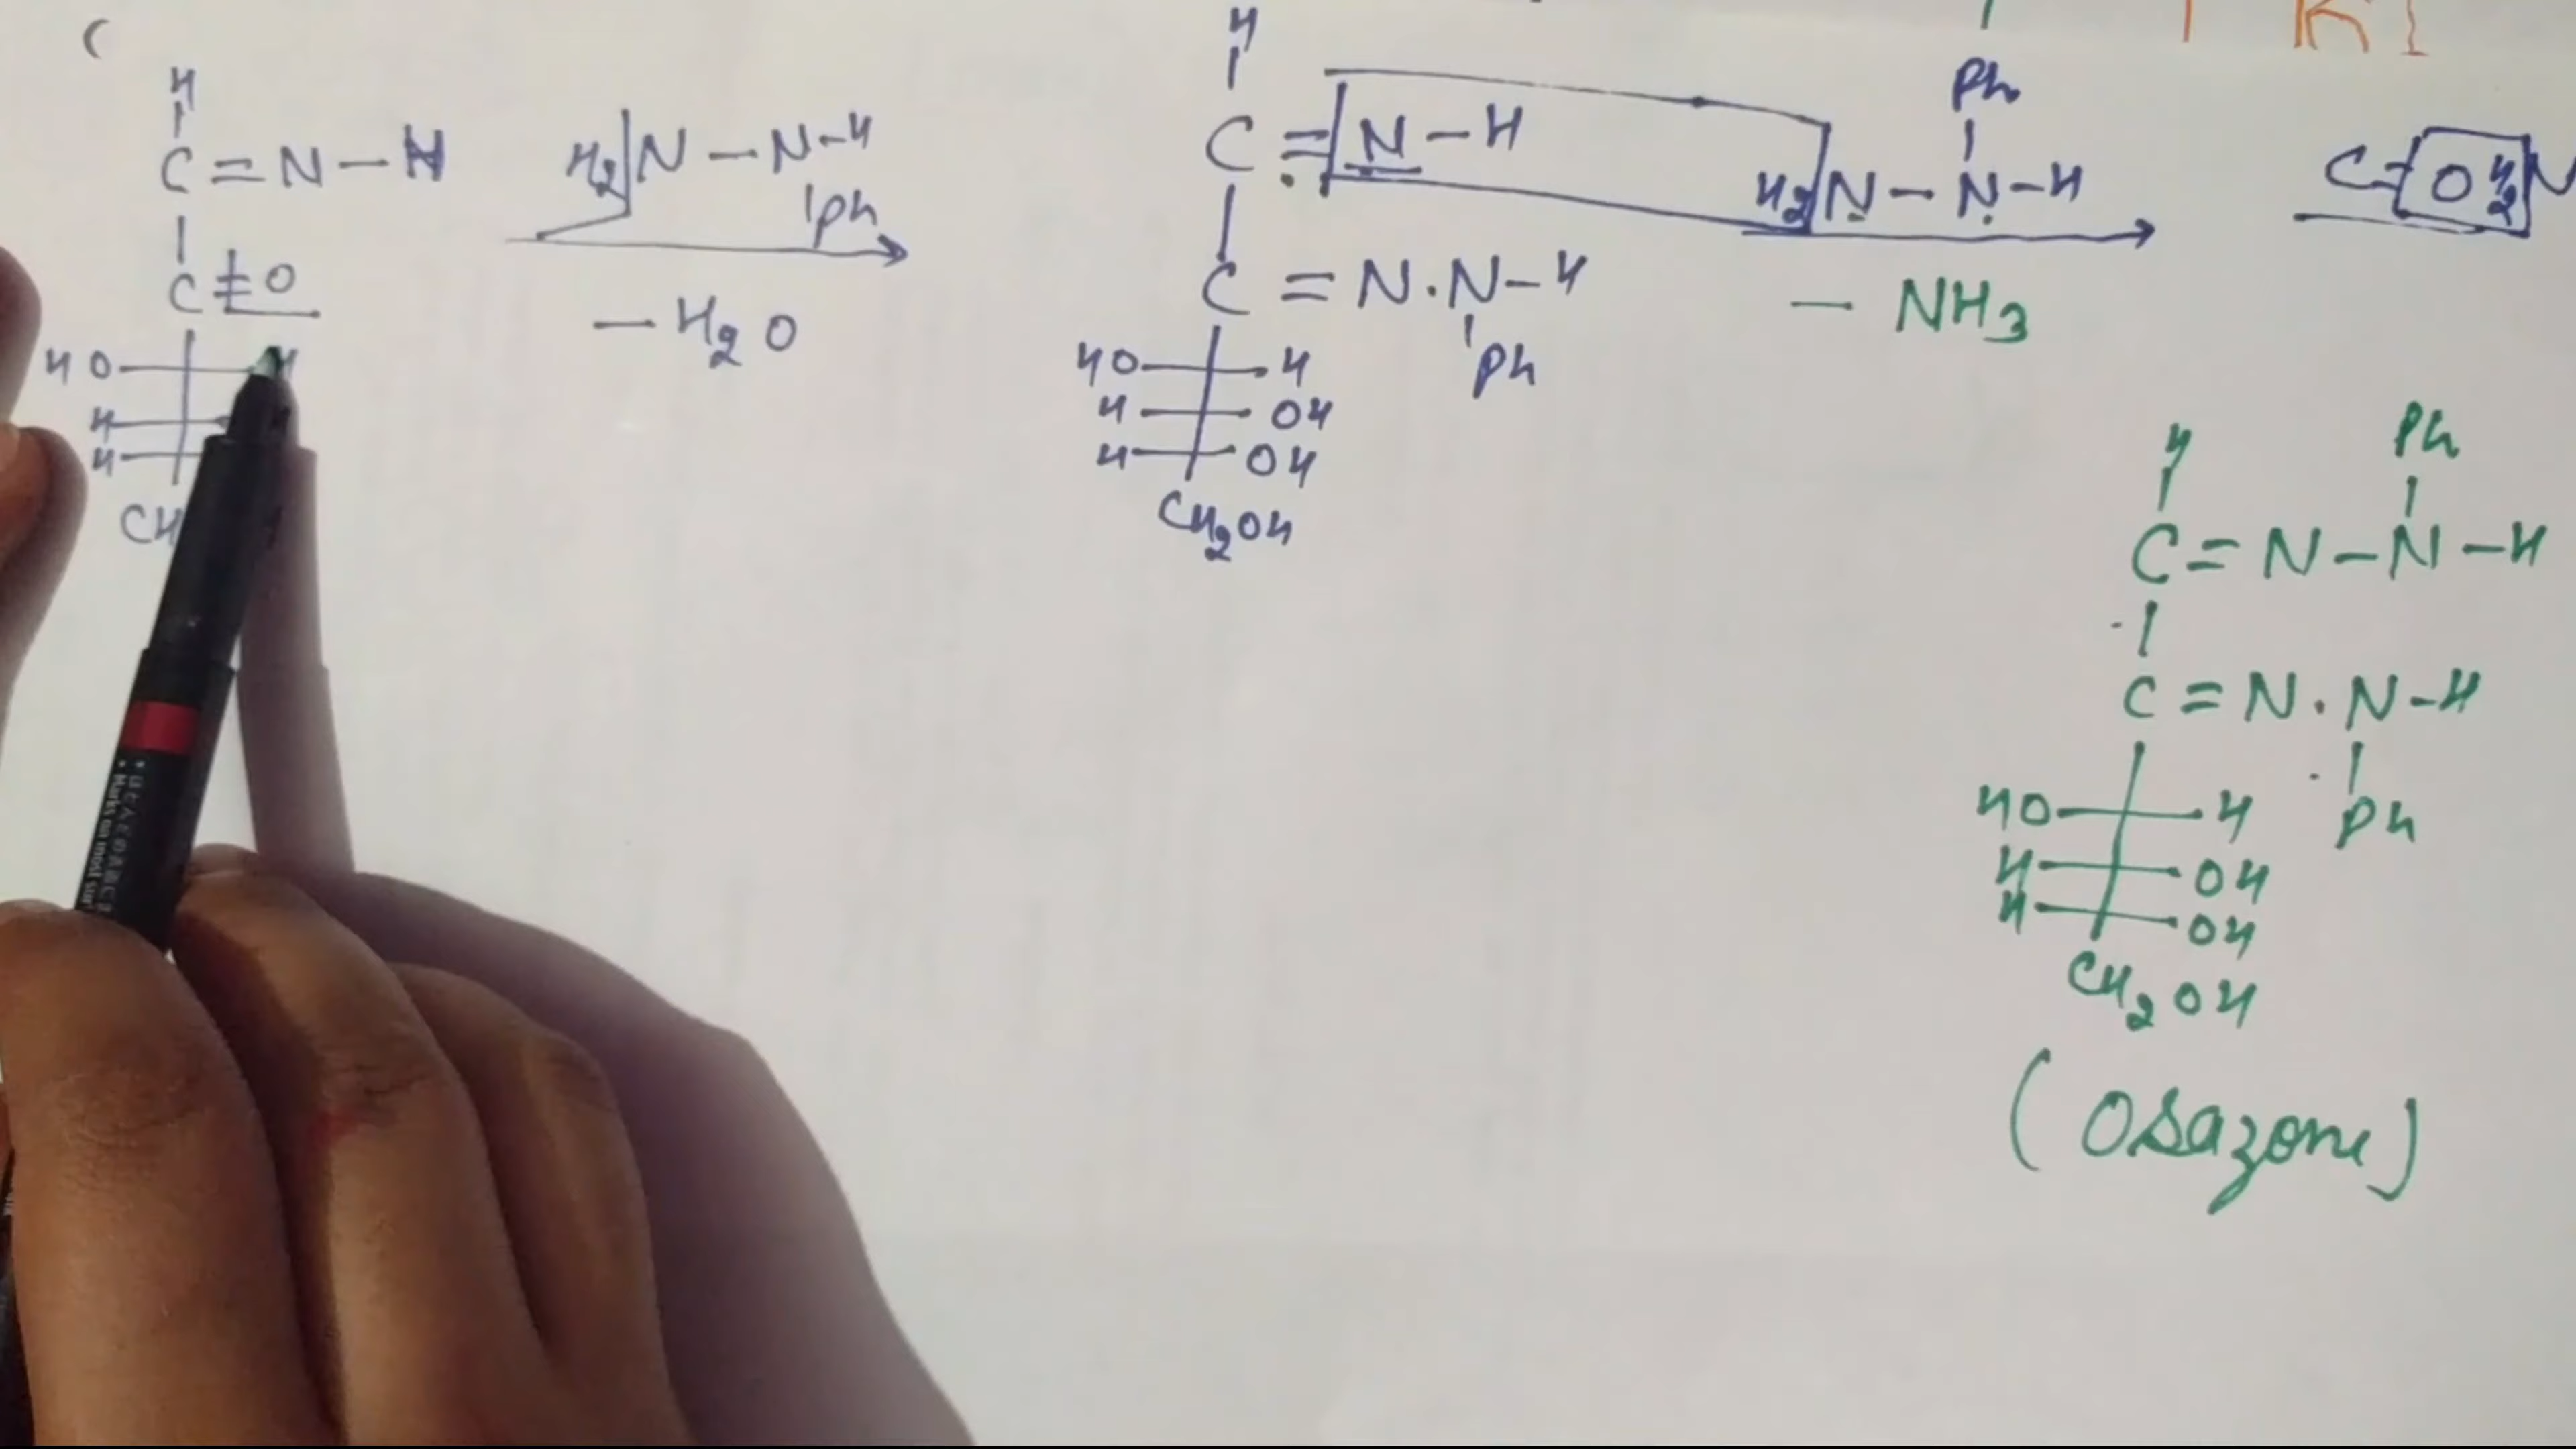 H
C = N - H
C = O
HO H
H
H
CH
H2N - N - H
Ph
- H2O
H
C = N - H
C = N · N - H
Ph
HO H
H OH
H OH
CH2OH
Ph
H2N - N - H
- NH3
C = O H2 N
H Ph
C = N - N - H
C = N · N - H
Ph
HO H
H OH
H OH
CH2OH
(Osazone)